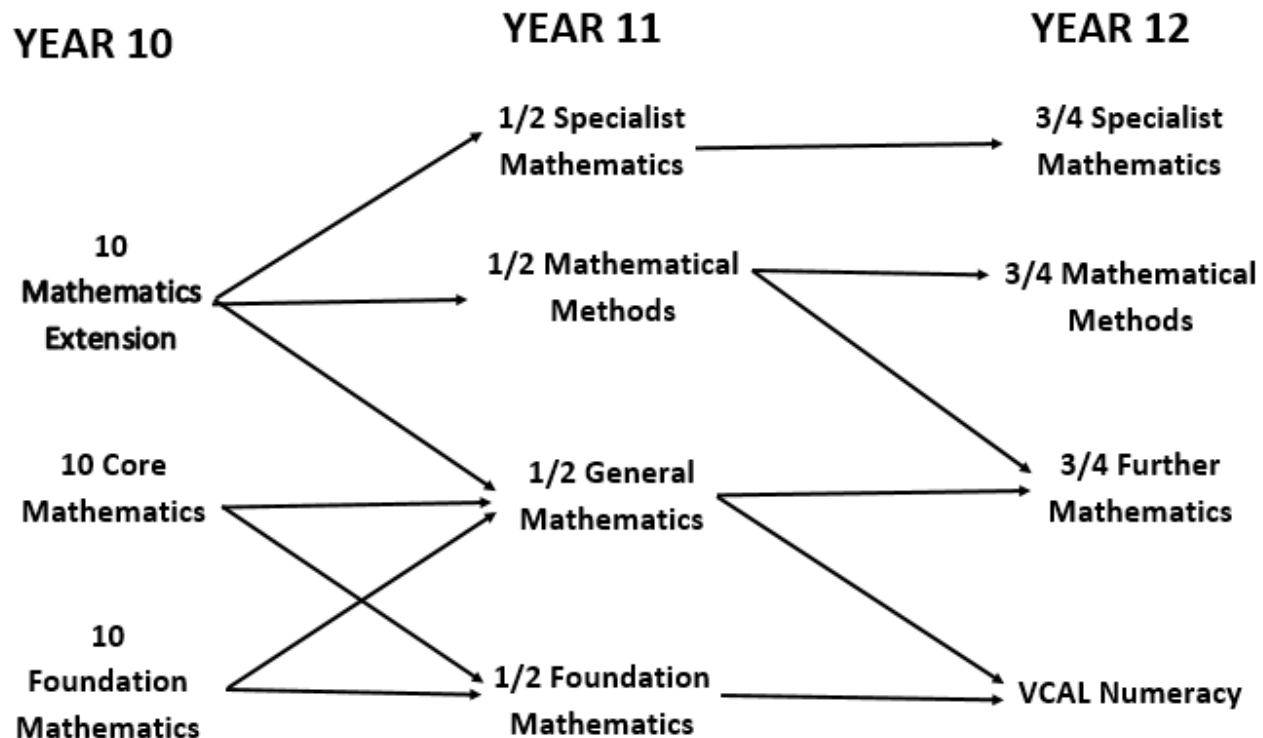 YEAR 10
YEAR 11
YEAR 12
10
Mathematics
Extension
10 Core
Mathematics
10
Foundation
Mathematics
1/2 Specialist
Mathematics
1/2 Mathematical
Methods
1/2 General
Mathematics
1/2 Foundation
Mathematics
3/4 Specialist
Mathematics
3/4 Mathematical
Methods
3/4 Further
Mathematics
VCAL Numeracy